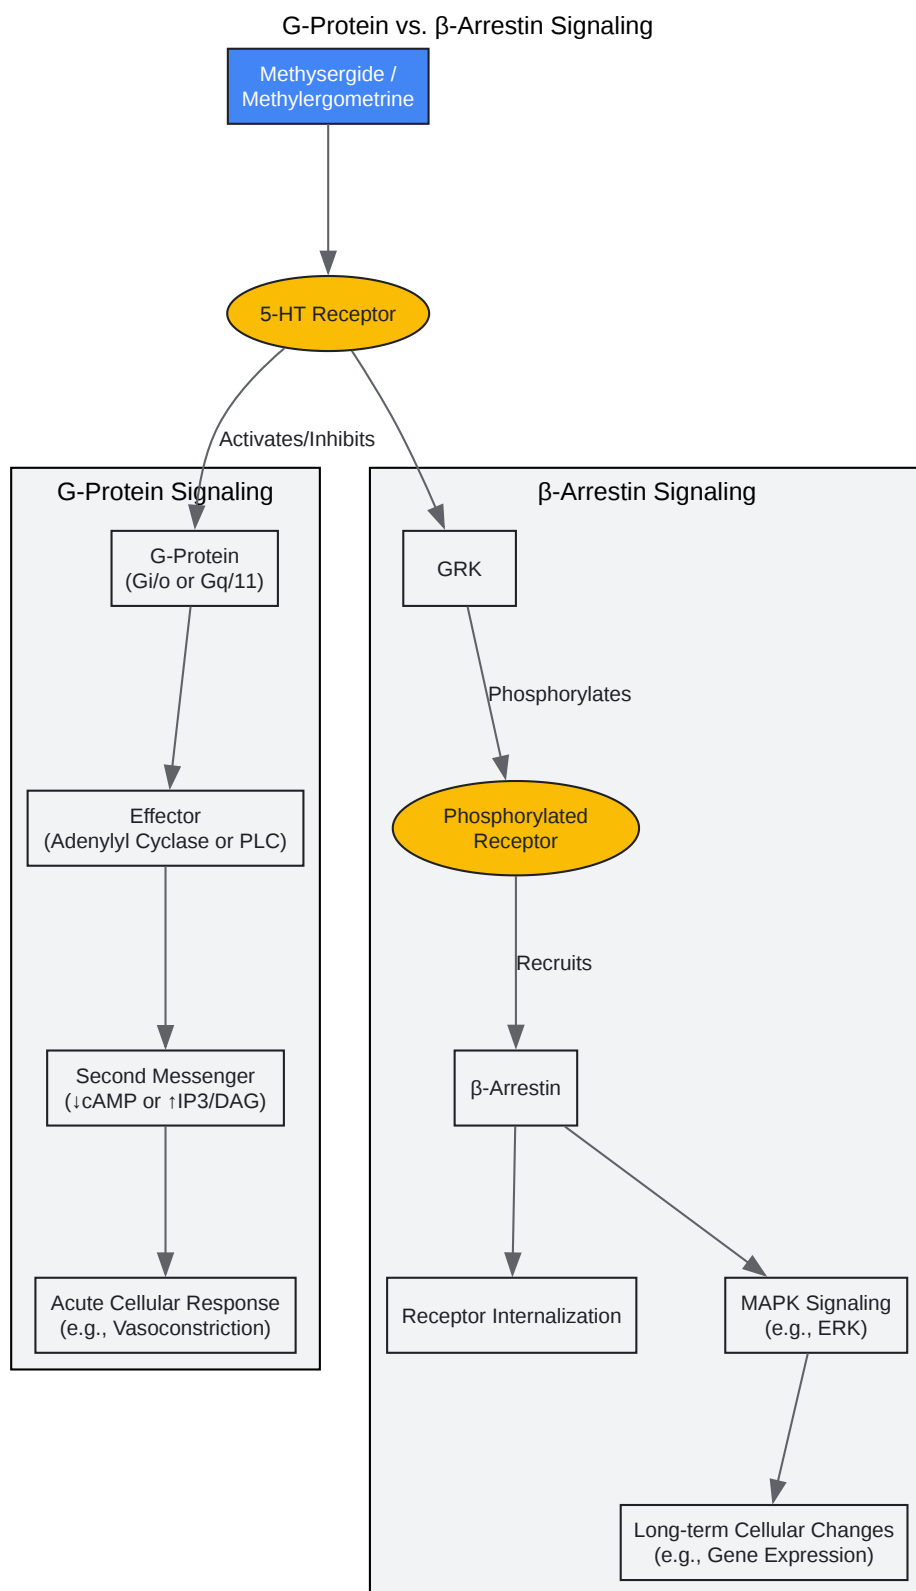 G-Protein vs. β-Arrestin Signaling
Methysergide /
Methylergometrine
5-HT Receptor
Activates/Inhibits
G-Protein Signaling
G-Protein
(Gi/o or Gq/11)
Effector
(Adenylyl Cyclase or PLC)
Second Messenger
(↓cAMP or ↑IP3/DAG)
Acute Cellular Response
(e.g., Vasoconstriction)
β-Arrestin Signaling
GRK
Phosphorylates
Phosphorylated
Receptor
Recruits
β-Arrestin
Receptor Internalization
MAPK Signaling
(e.g., ERK)
Long-term Cellular Changes
(e.g., Gene Expression)